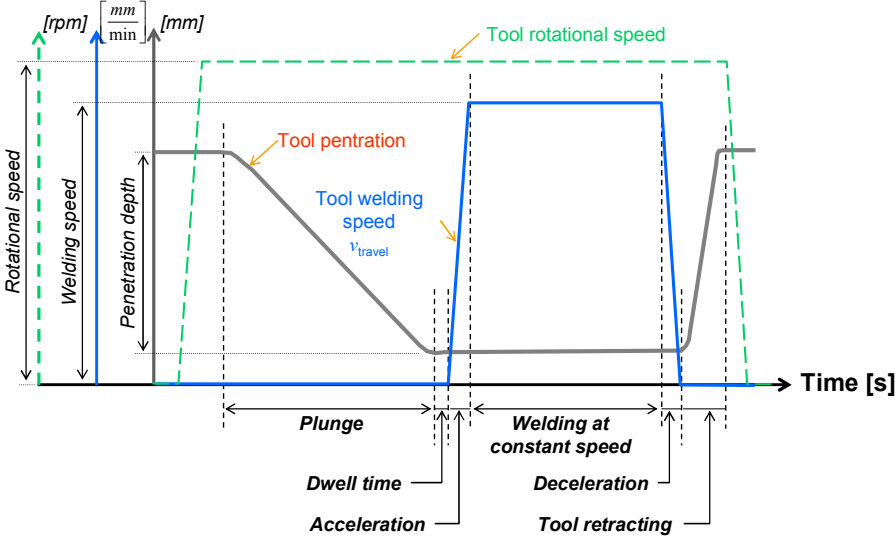 [rpm]
[mm/min]
[mm]
Tool rotational speed
Tool pentration
Tool welding
speed
v_travel
Rotational speed
Welding speed
Penetration depth
Time [s]
Plunge
Welding at
constant speed
Dwell time
Deceleration
Acceleration
Tool retracting